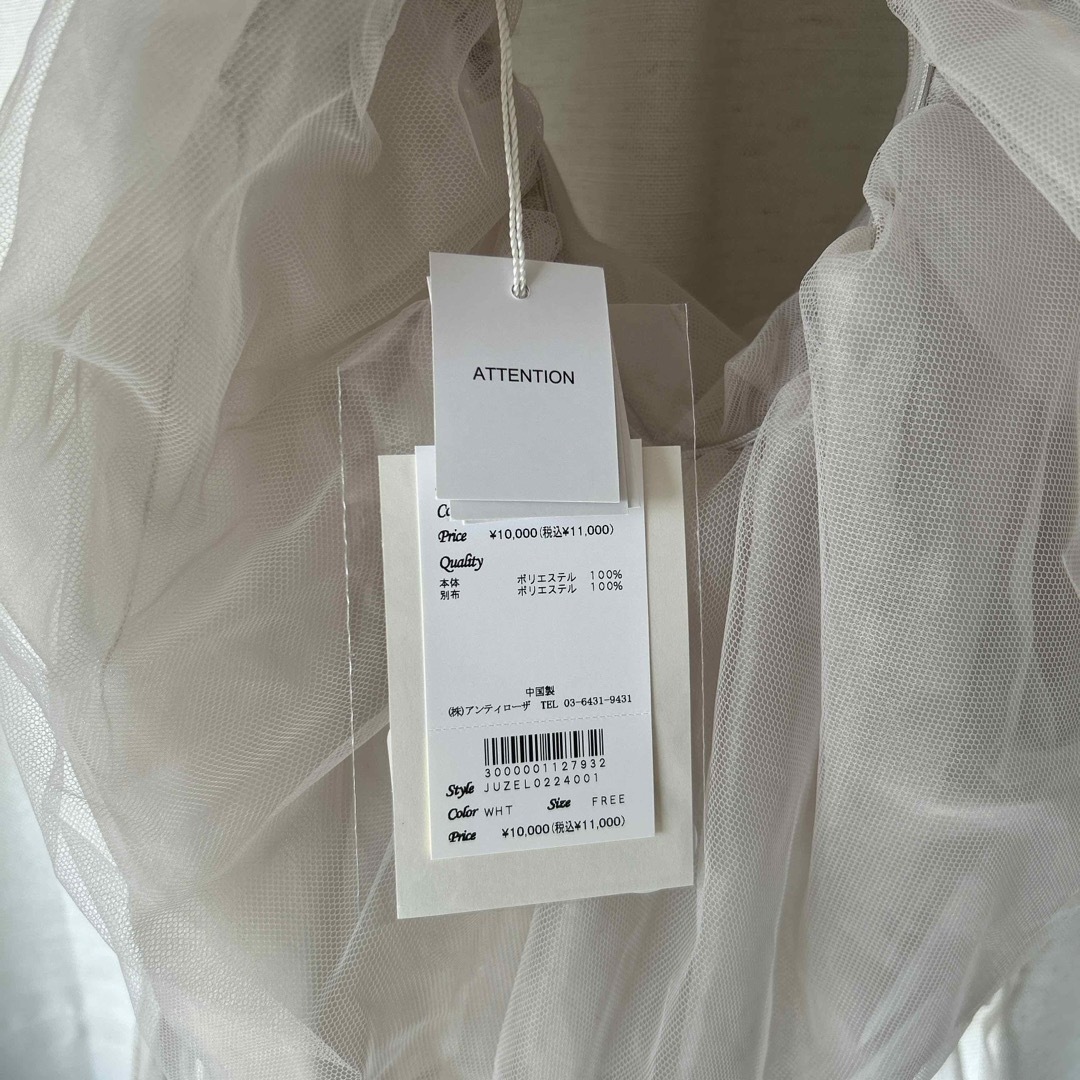 ATTENTION
Price ¥10,000(税込¥11,000)
Quality
本体 ポリエステル 100%
別布 ポリエステル 100%
中国製
(株)アンティローザ TEL 03-6431-9431
3000001127932
Style JUZEL0224001
Color WHT Size FREE
Price ¥10,000(税込¥11,000)